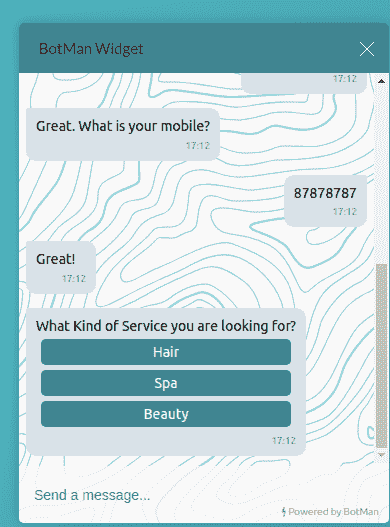 BotMan Widget
17:12
Great. What is your mobile?
17:12
87878787
17:12
Great!
17:12
What Kind of Service you are looking for?
Hair
Spa
Beauty
17:12
Send a message...
Powered by BotMan